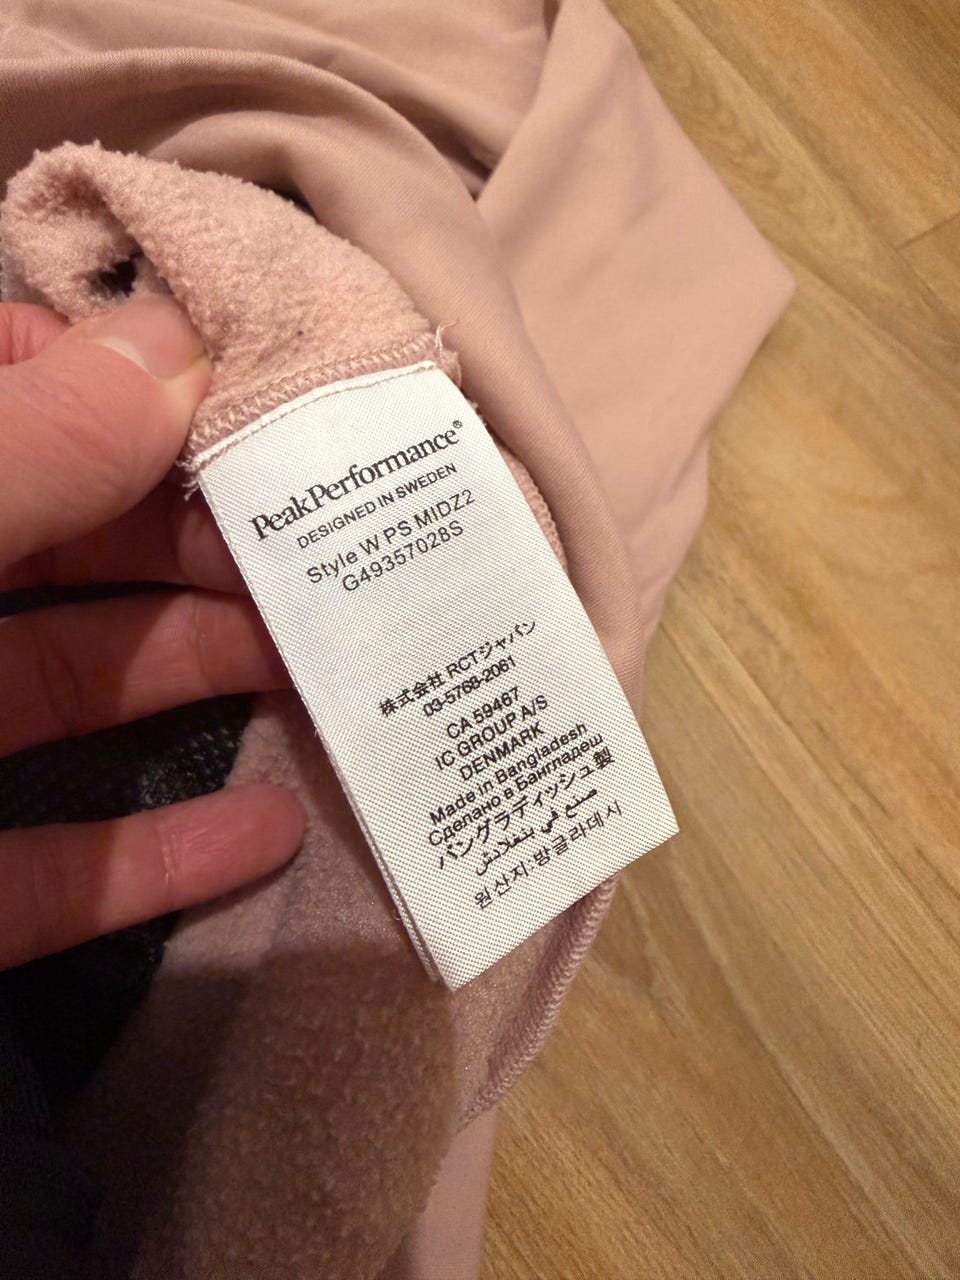 PeakPerformance®
DESIGNED IN SWEDEN
Style W PS MIDZ2
G49357028S
株式会社 RCTジャパン
03-5768-2061
CA 59467
IC GROUP A/S
DENMARK
Made in Bangladesh
Сделано в Бангладеш
バングラディッシュ製
صنع في بنغلادش
원산지:방글라데시